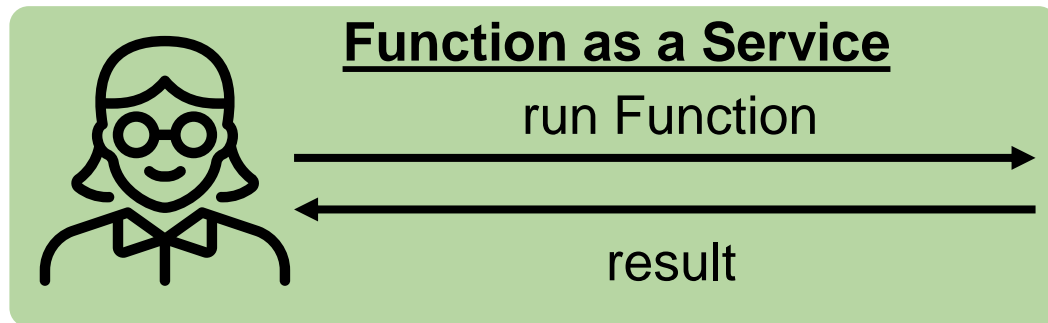 Function as a Service
run Function
result